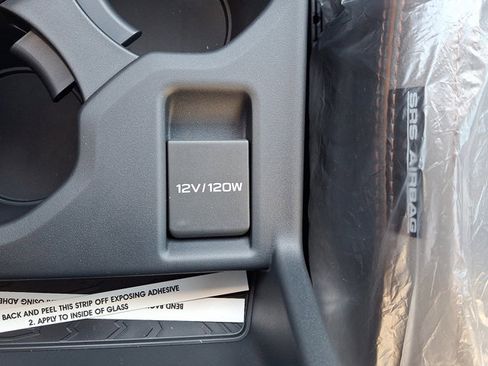 12V/120W
SRS AIRBAG
BACK AND PEEL THIS STRIP OFF EXPOSING ADHESIVE
2. APPLY TO INSIDE OF GLASS